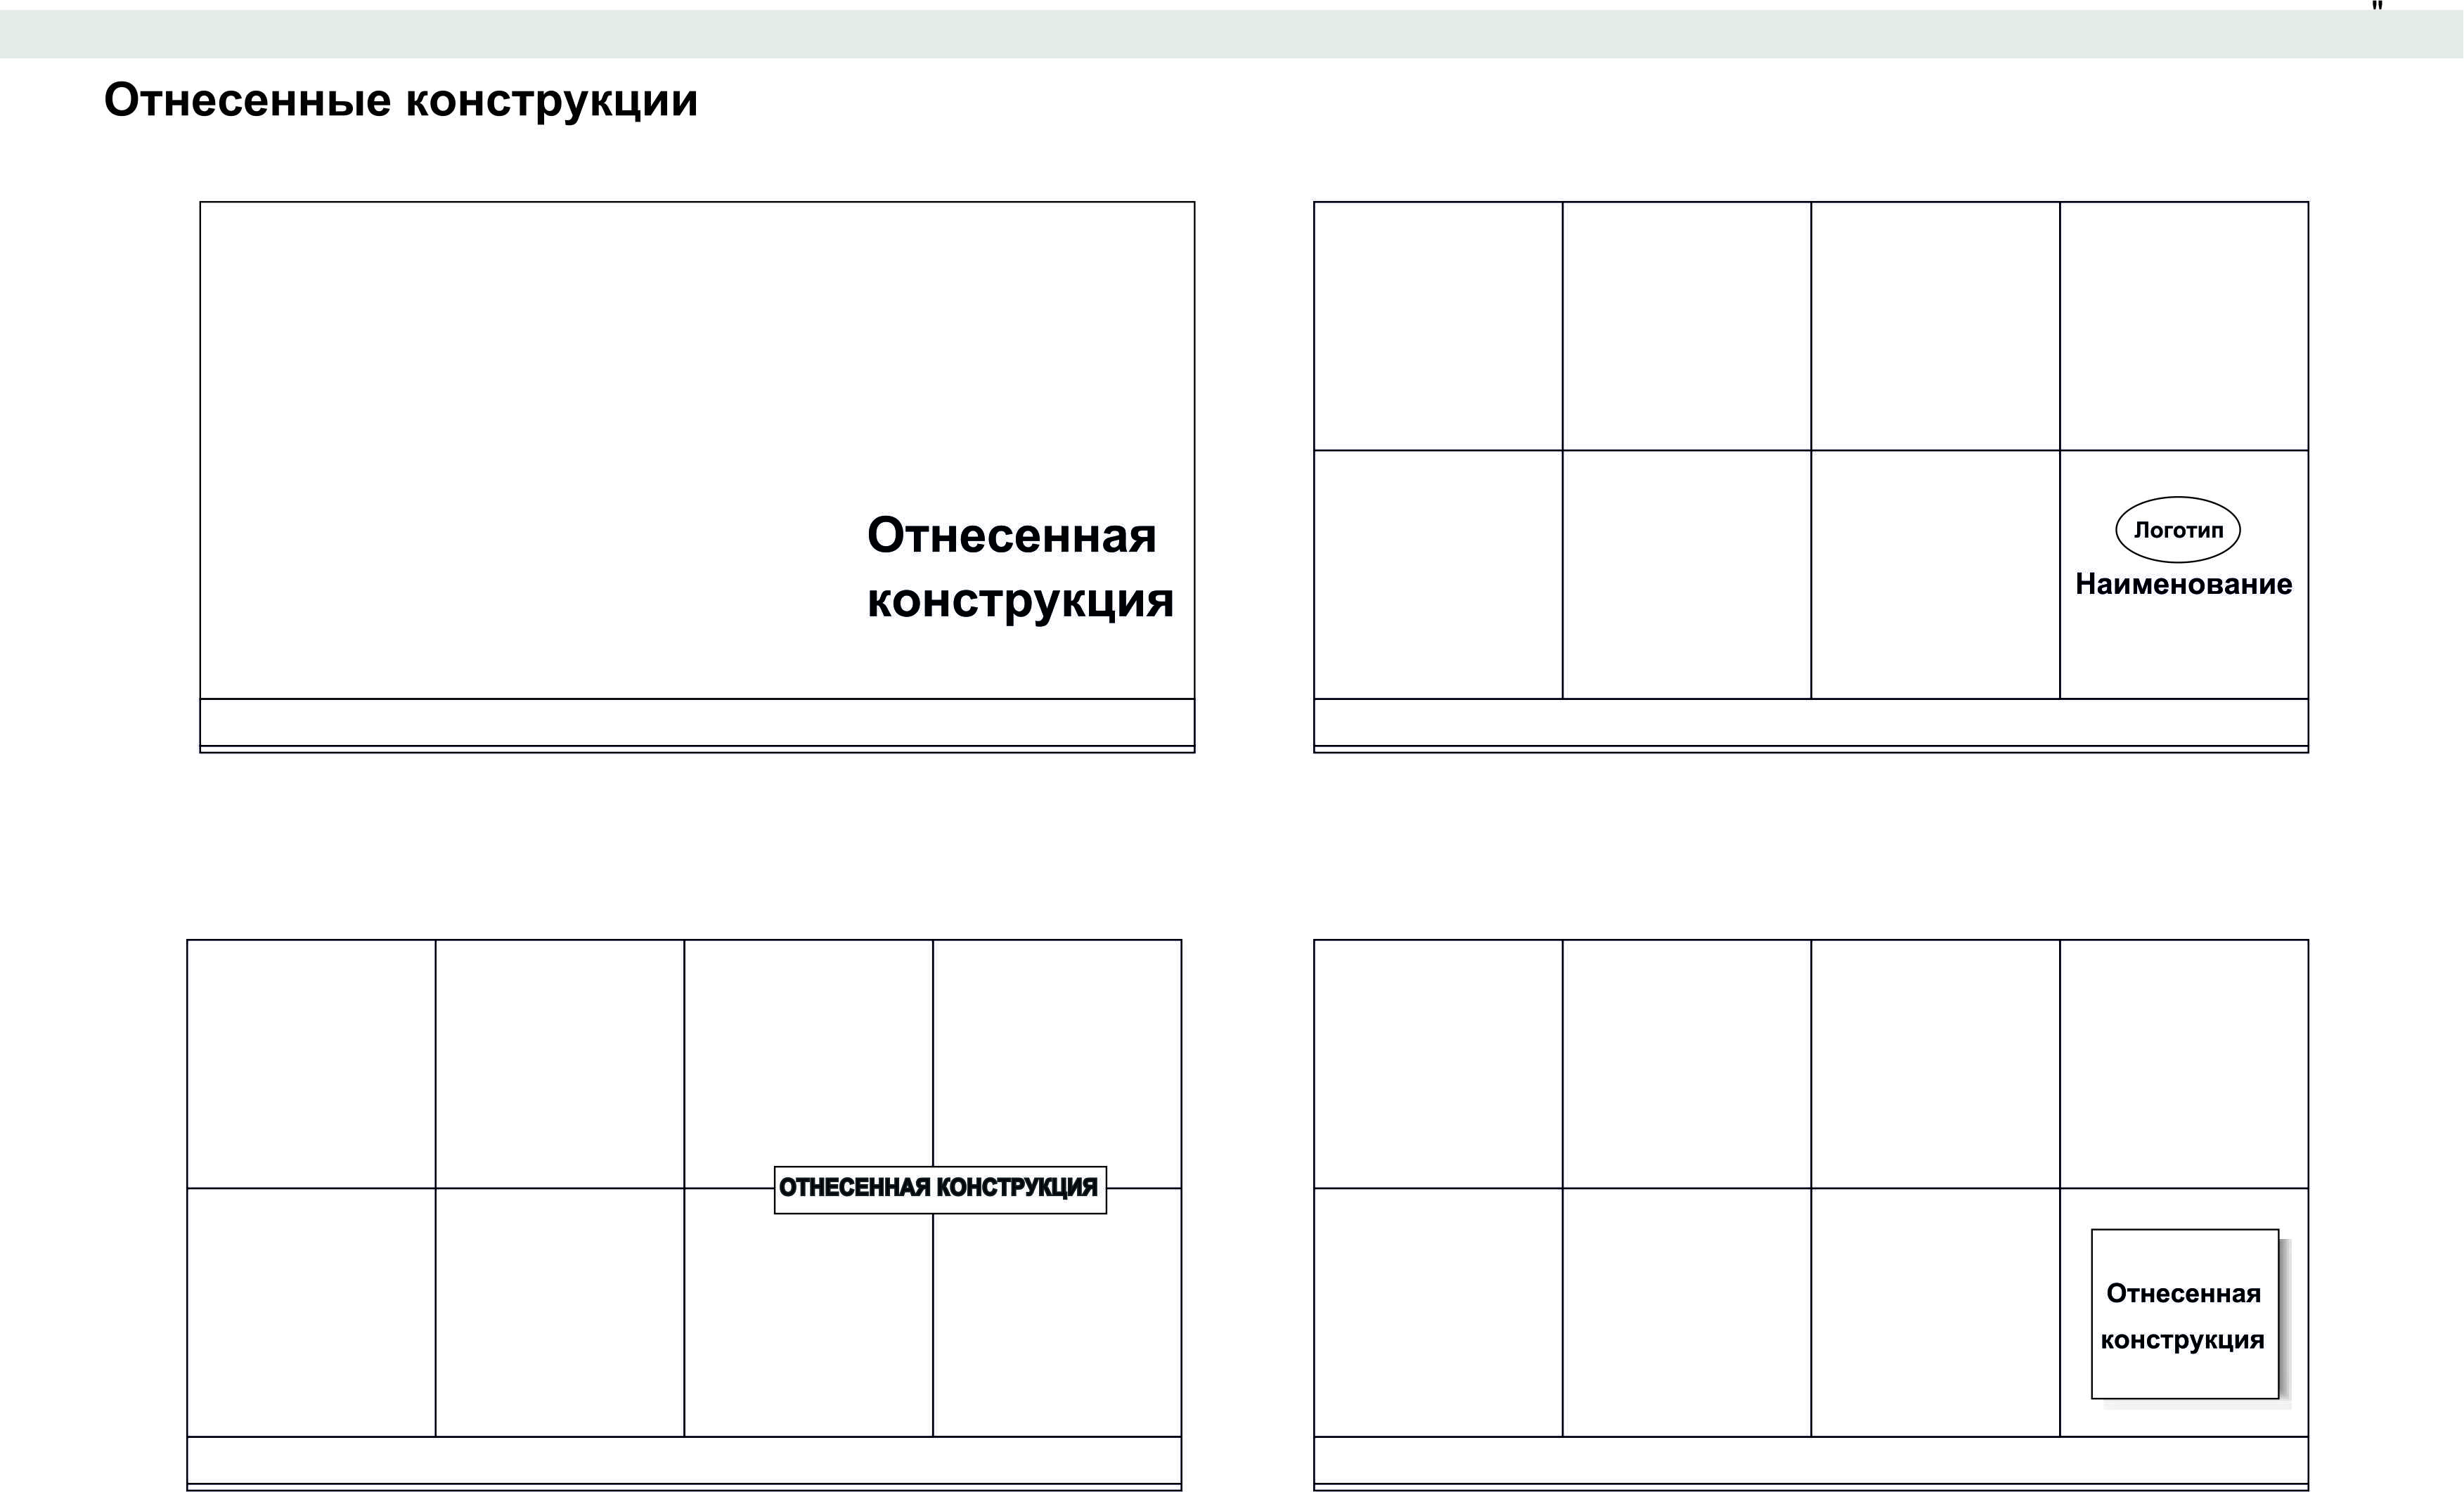 "
Отнесенные конструкции
Отнесенная
конструкция
Логотип
Наименование
ОТНЕСЕННАЯ КОНСТРУКЦИЯ
Отнесенная
конструкция